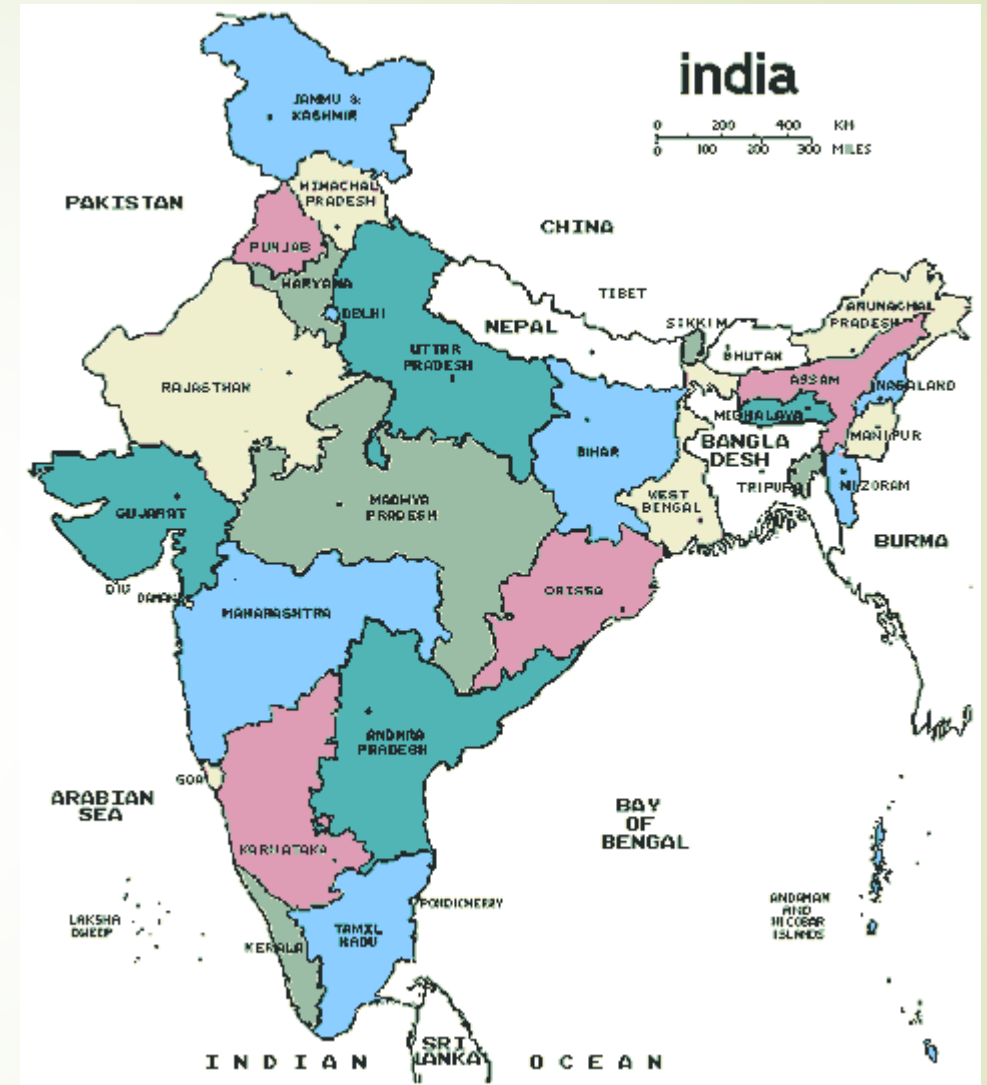 india
JAMMU &
KASHMIR
0 200 400 KM
0 100 200 300 MILES
HIMACHAL
PRADESH
PAKISTAN
CHINA
PUNJAB
HARYANA
TIBET
DELHI
ARUNACHAL
PRADESH
SIKKIM
NEPAL
BHUTAN
UTTAR
PRADESH
RAJASTHAN
ASSAM
NAGALAND
MEGHALAYA
MANIPUR
BANGLA
DESH
BIHAR
TRIPURA
MIZORAM
GUJARAT
MADHYA
PRADESH
WEST
BENGAL
BURMA
DIU
DAMAN
ORISSA
MAHARASHTRA
ANDHRA
PRADESH
GOA
ARABIAN
SEA
BAY
OF
BENGAL
KARNATAKA
PONDICHERRY
ANDAMAN
AND
NICOBAR
ISLANDS
LAKSHA
DWEEP
TAMIL
NADU
KERALA
SRI
LANKA
INDIAN OCEAN